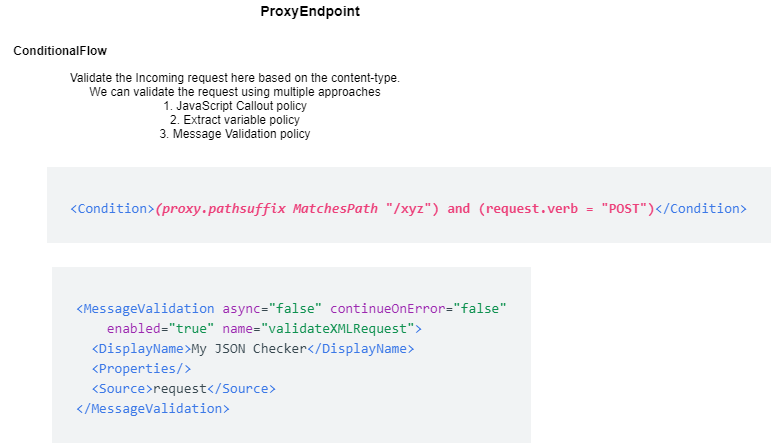 ProxyEndpoint
ConditionalFlow
Validate the Incoming request here based on the content-type.
We can validate the request using multiple approaches
1. JavaScript Callout policy
2. Extract variable policy
3. Message Validation policy
<Condition>(proxy.pathsuffix MatchesPath "/xyz") and (request.verb = "POST")</Condition>
<MessageValidation async="false" continueOnError="false"
enabled="true" name="validateXMLRequest">
<DisplayName>My JSON Checker</DisplayName>
<Properties/>
<Source>request</Source>
</MessageValidation>